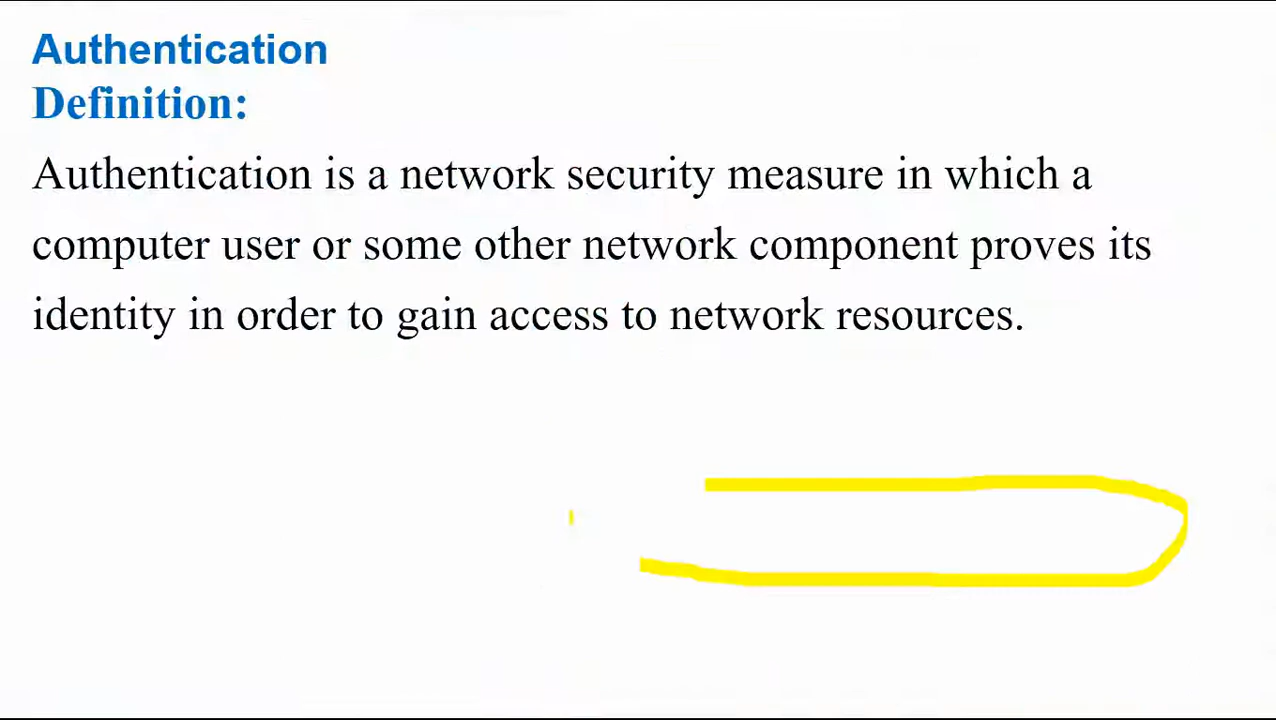 Authentication
Definition:
Authentication is a network security measure in which a
computer user or some other network component proves its
identity in order to gain access to network resources.